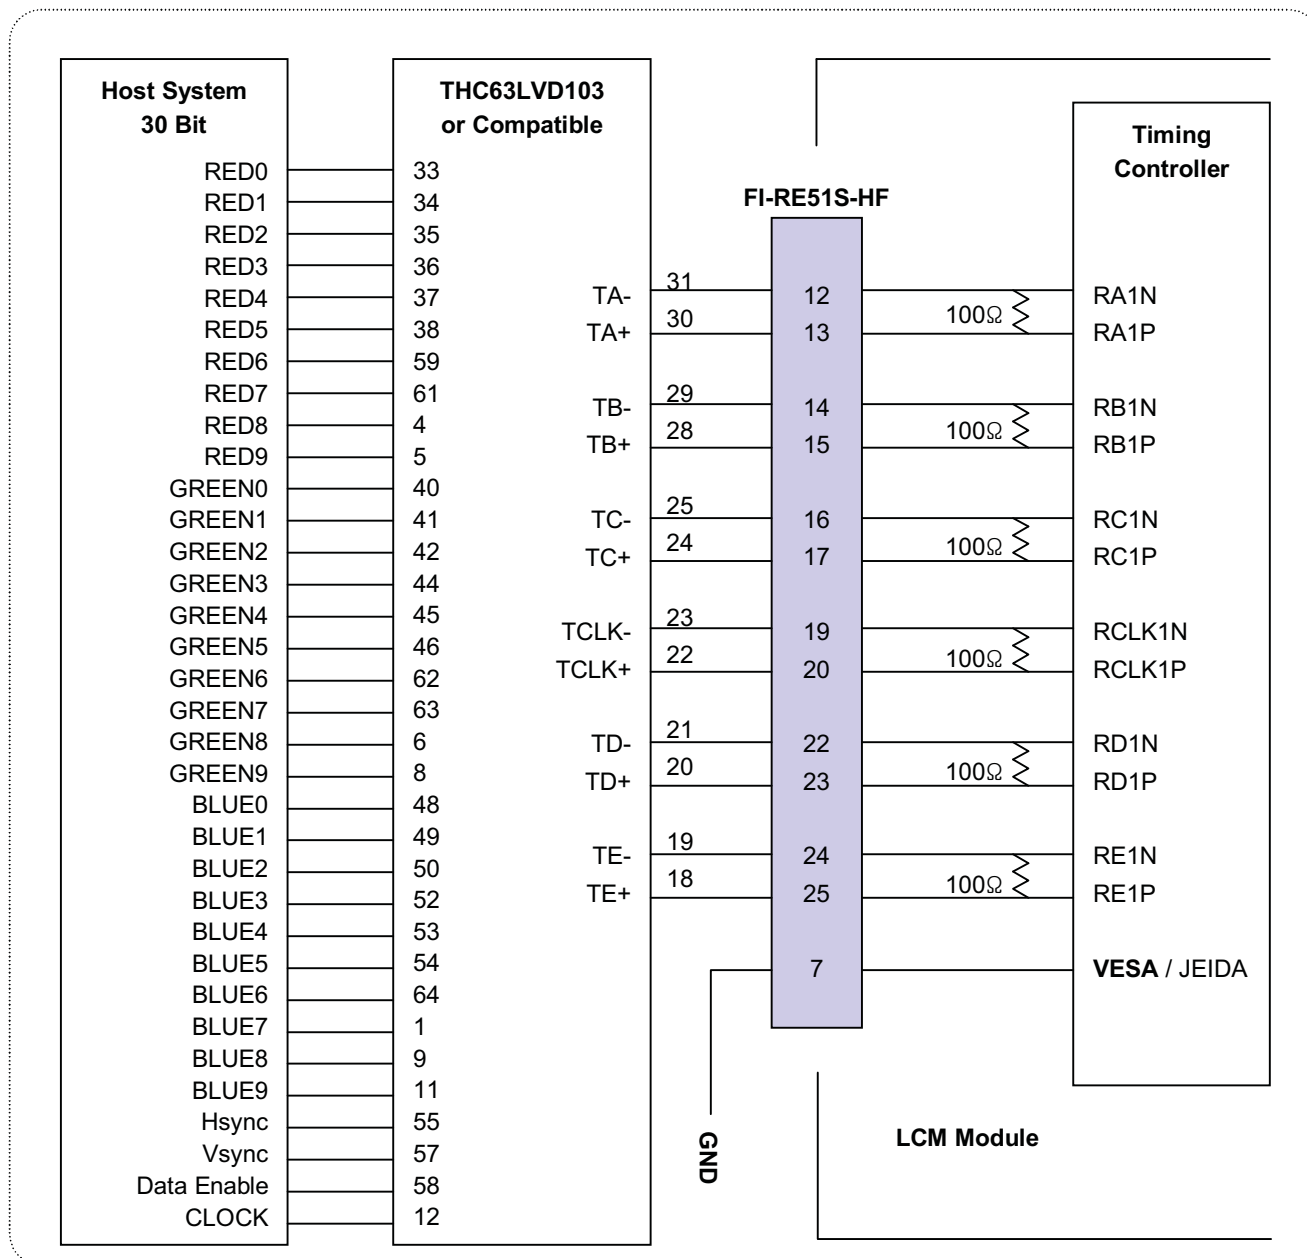 Host System
30 Bit
THC63LVD103
or Compatible
Timing
Controller
FI-RE51S-HF
RED0 33
RED1 34
RED2 35
RED3 36
RED4 37
RED5 38
RED6 59
RED7 61
RED8 4
RED9 5
GREEN0 40
GREEN1 41
GREEN2 42
GREEN3 44
GREEN4 45
GREEN5 46
GREEN6 62
GREEN7 63
GREEN8 6
GREEN9 8
BLUE0 48
BLUE1 49
BLUE2 50
BLUE3 52
BLUE4 53
BLUE5 54
BLUE6 64
BLUE7 1
BLUE8 9
BLUE9 11
Hsync 55
Vsync 57
Data Enable 58
CLOCK 12
TA- 31 12 RA1N
100Ω
TA+ 30 13 RA1P
TB- 29 14 RB1N
100Ω
TB+ 28 15 RB1P
TC- 25 16 RC1N
100Ω
TC+ 24 17 RC1P
TCLK- 23 19 RCLK1N
100Ω
TCLK+ 22 20 RCLK1P
TD- 21 22 RD1N
100Ω
TD+ 20 23 RD1P
TE- 19 24 RE1N
100Ω
TE+ 18 25 RE1P
7 VESA / JEIDA
GND
LCM Module